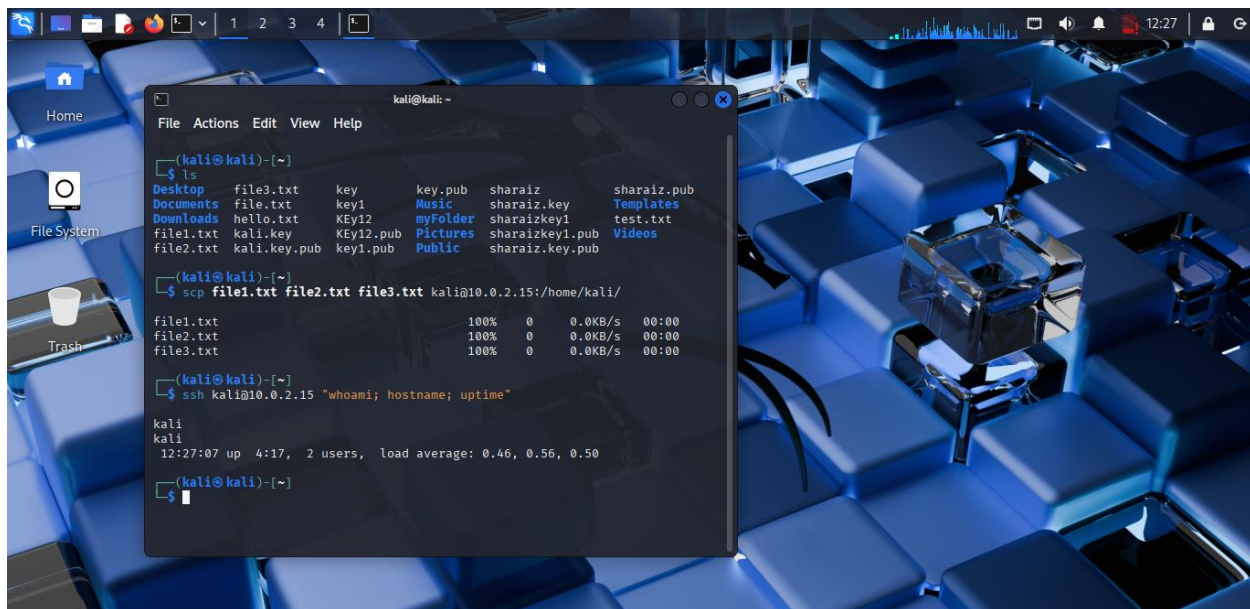 1 2 3 4
12:27
Home
File System
Trash
kali@kali: ~
File Actions Edit View Help
┌──(kali㉿kali)-[~]
└─$ ls
Desktop file3.txt key key.pub sharaiz sharaiz.pub
Documents file.txt key1 Music sharaiz.key Templates
Downloads hello.txt KEy12 myFolder sharaizkey1 test.txt
file1.txt kali.key KEy12.pub Pictures sharaizkey1.pub Videos
file2.txt kali.key.pub key1.pub Public sharaiz.key.pub
┌──(kali㉿kali)-[~]
└─$ scp file1.txt file2.txt file3.txt kali@10.0.2.15:/home/kali/
file1.txt 100% 0 0.0KB/s 00:00
file2.txt 100% 0 0.0KB/s 00:00
file3.txt 100% 0 0.0KB/s 00:00
┌──(kali㉿kali)-[~]
└─$ ssh kali@10.0.2.15 "whoami; hostname; uptime"
kali
kali
12:27:07 up 4:17, 2 users, load average: 0.46, 0.56, 0.50
┌──(kali㉿kali)-[~]
└─$